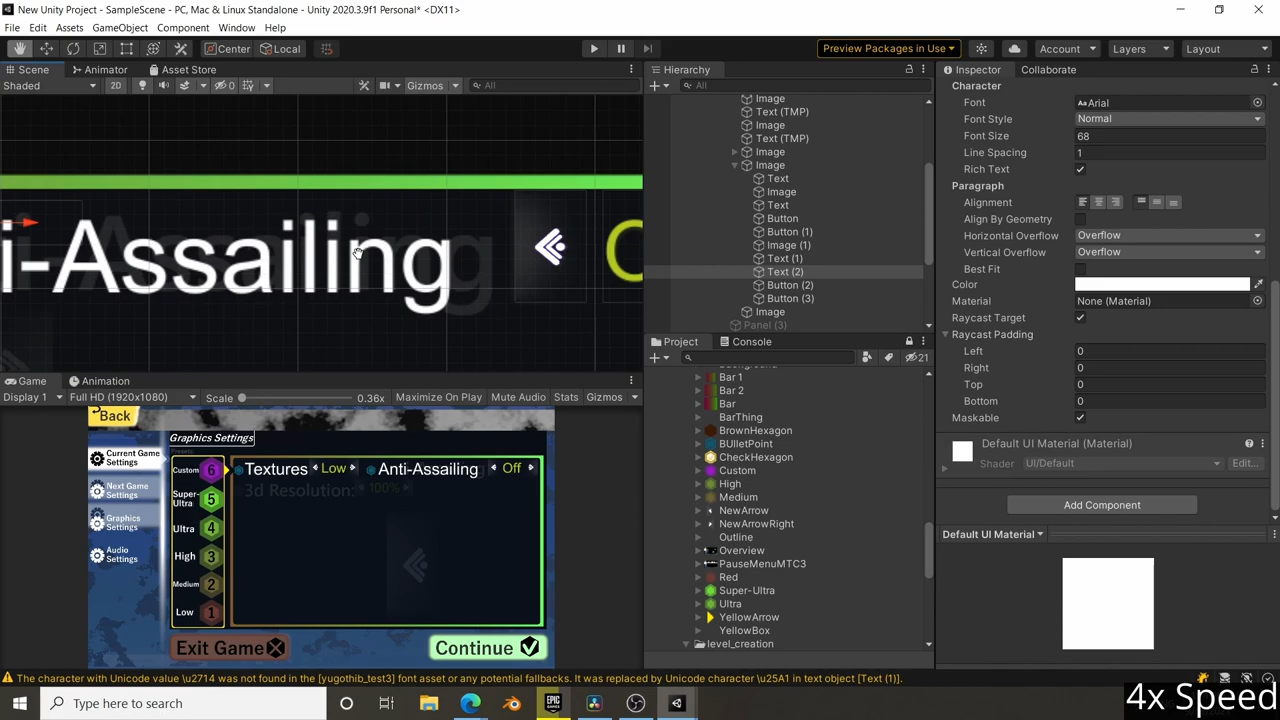 New Unity Project - SampleScene - PC, Mac & Linux Standalone - Unity 2020.3.9f1 Personal* <DX11>
File Edit Assets GameObject Component Window Help
Center Local
Preview Packages in Use
Account Layers Layout
Scene Animator Asset Store
Shaded 2D 0 Gizmos All
i-Assailing
Game Animation
Display 1 Full HD (1920x1080) Scale 0.36x Maximize On Play Mute Audio Stats Gizmos
Back
Graphics Settings
Presets
Current Game
Settings
Next Game
Settings
Graphics
Settings
Audio
Settings
Custom 6
Super-
Ultra 5
Ultra 4
High 3
Medium 2
Low 1
Textures Low Anti-Assailing Off
3d Resolution: 100%
Exit Game
Continue
Hierarchy
All
Image
Text (TMP)
Image
Text (TMP)
Image
Image
Text
Image
Text
Button
Button (1)
Image (1)
Text (1)
Text (2)
Button (2)
Button (3)
Image
Panel (3)
Project Console
21
Bar 1
Bar 2
Bar
BarThing
BrownHexagon
BUlletPoint
CheckHexagon
Custom
High
Medium
NewArrow
NewArrowRight
Outline
Overview
PauseMenuMTC3
Red
Super-Ultra
Ultra
YellowArrow
YellowBox
level_creation
Inspector Collaborate
Character
Font Arial
Font Style Normal
Font Size 68
Line Spacing 1
Rich Text
Paragraph
Alignment
Align By Geometry
Horizontal Overflow Overflow
Vertical Overflow Overflow
Best Fit
Color
Material None (Material)
Raycast Target
Raycast Padding
Left 0
Right 0
Top 0
Bottom 0
Maskable
Default UI Material (Material)
Shader UI/Default Edit...
Add Component
Default UI Material
The character with Unicode value \u2714 was not found in the [yugothib_test3] font asset or any potential fallbacks. It was replaced by Unicode character \u25A1 in text object [Text (1)].
Type here to search
EPIC
GAMES
4x Speed